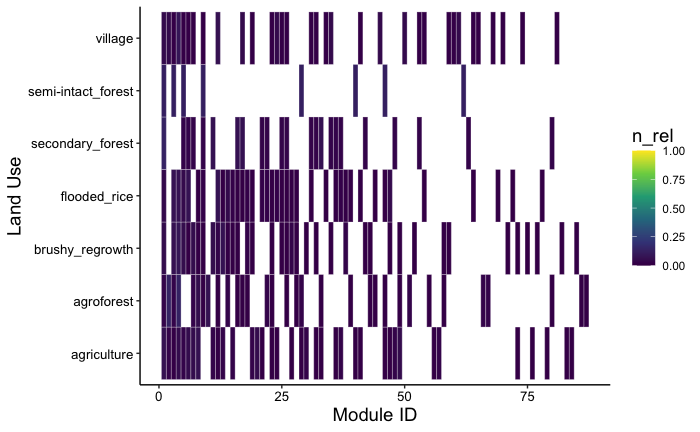 village
semi-intact_forest
secondary_forest
flooded_rice
brushy_regrowth
agroforest
agriculture
Land Use
0
25
50
75
Module ID
n_rel
1.00
0.75
0.50
0.25
0.00